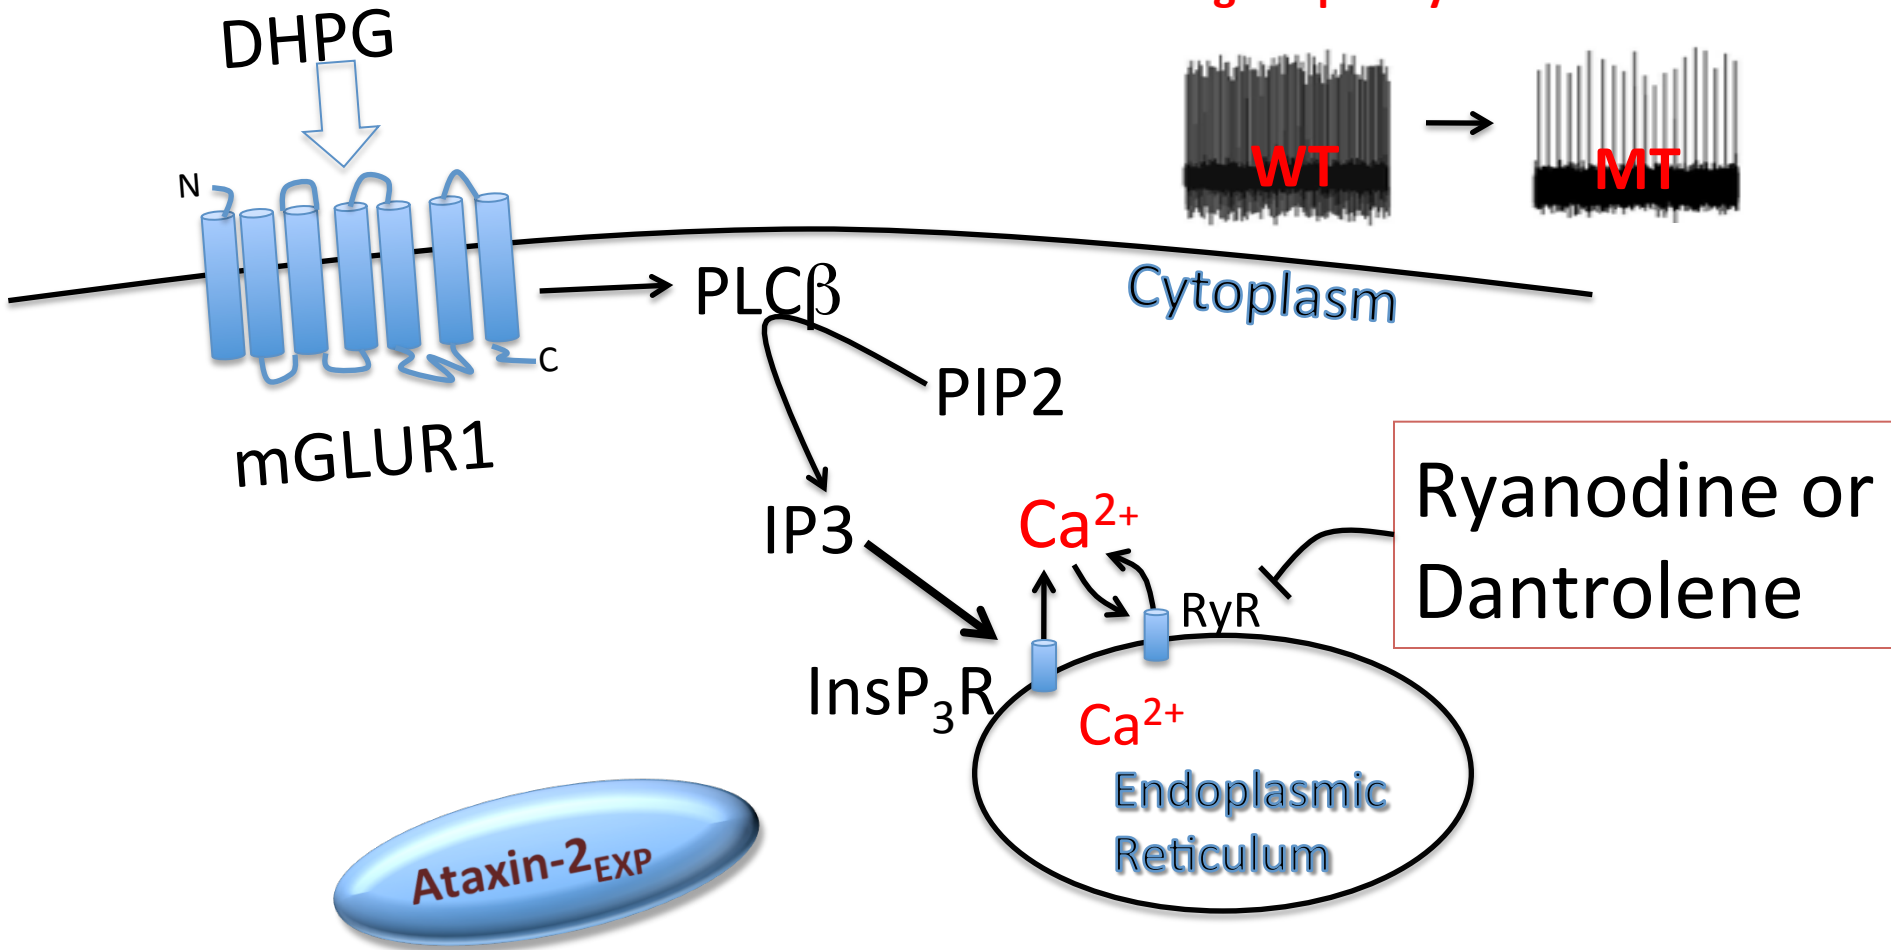 DHPG
WT
MT
N
PLCβ
Cytoplasm
C
PIP2
mGLUR1
Ryanodine or
Dantrolene
IP3
Ca²⁺
RyR
InsP₃R
Ca²⁺
Endoplasmic
Reticulum
Ataxin-2EXP